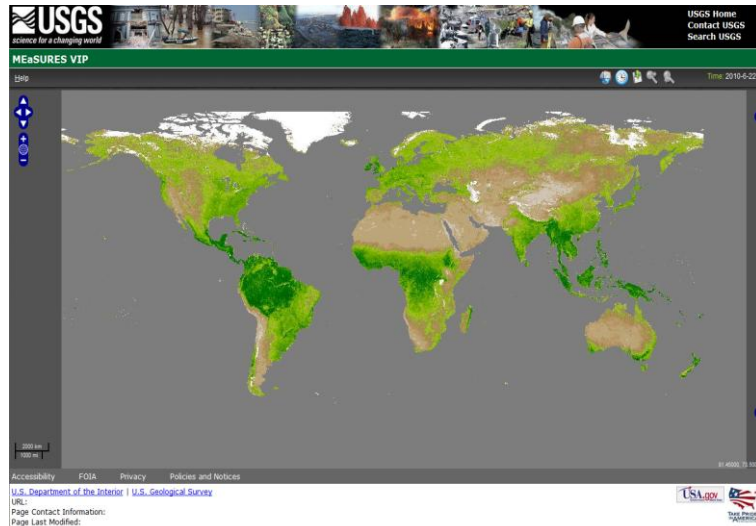 USGS
science for a changing world
USGS Home
Contact USGS
Search USGS
MEaSUREs VIP
Help
Time: 2010-6-22
2000 km
1000 mi
Accessibility FOIA Privacy Policies and Notices
U.S. Department of the Interior | U.S. Geological Survey
URL:
Page Contact Information:
Page Last Modified:
USA.gov
TAKE PRIDE